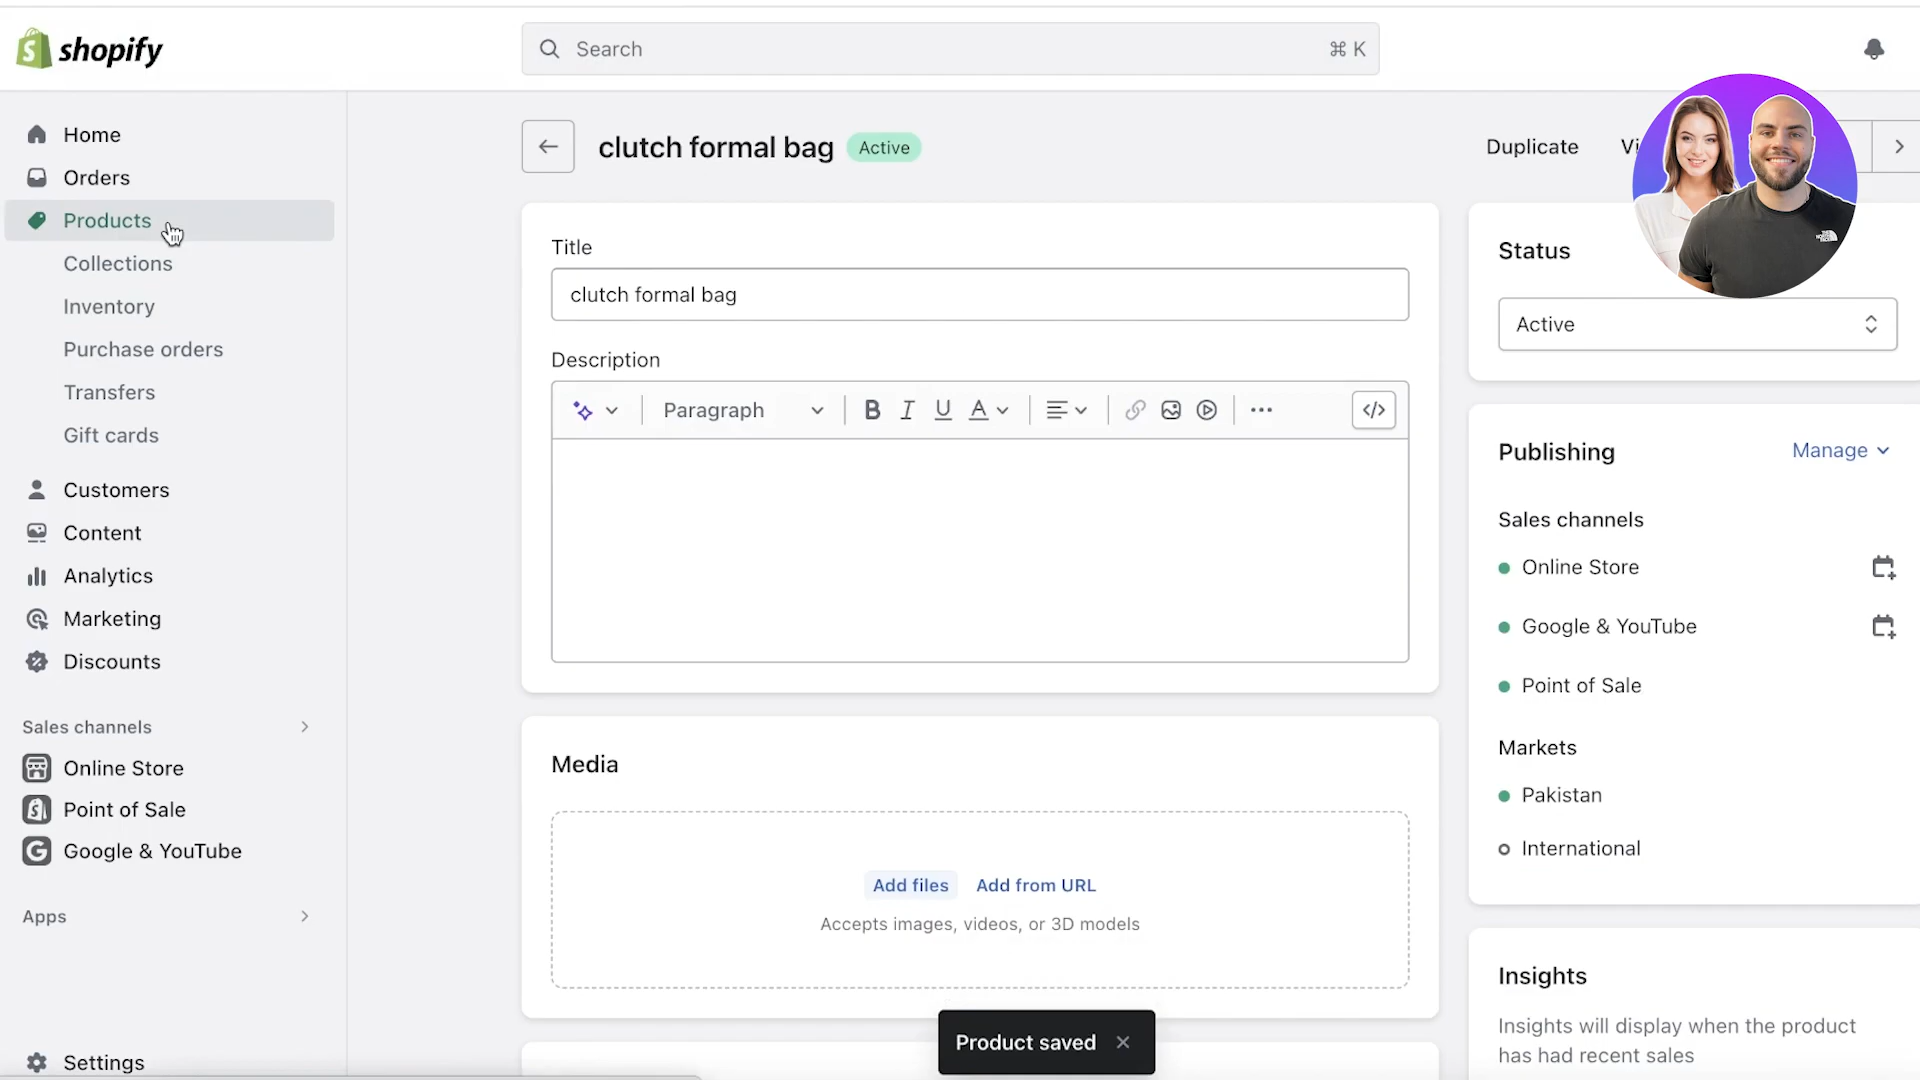 shopify
Search
⌘ K
Home
Orders
Products
Collections
Inventory
Purchase orders
Transfers
Gift cards
Customers
Content
Analytics
Marketing
Discounts
Sales channels
Online Store
Point of Sale
Google & YouTube
Apps
Settings
clutch formal bag
Active
Duplicate
Title
clutch formal bag
Description
Paragraph
B I U A
Media
Add files Add from URL
Accepts images, videos, or 3D models
Product saved
Status
Active
Publishing
Manage
Sales channels
Online Store
Google & YouTube
Point of Sale
Markets
Pakistan
International
Insights
Insights will display when the product
has had recent sales